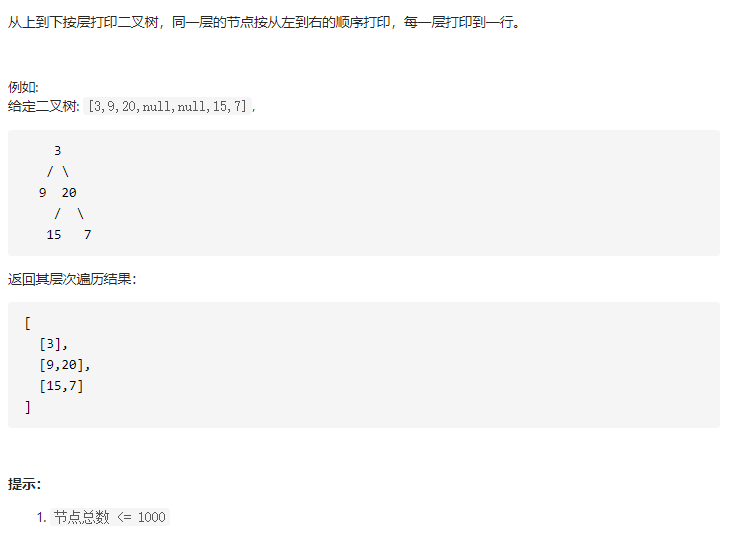 从上到下按层打印二叉树，同一层的节点按从左到右的顺序打印，每一层打印到一行。
例如:
给定二叉树: [3,9,20,null,null,15,7],
    3
   / \
  9  20
    /  \
   15   7
返回其层次遍历结果：
[
  [3],
  [9,20],
  [15,7]
]
提示：
1. 节点总数 <= 1000